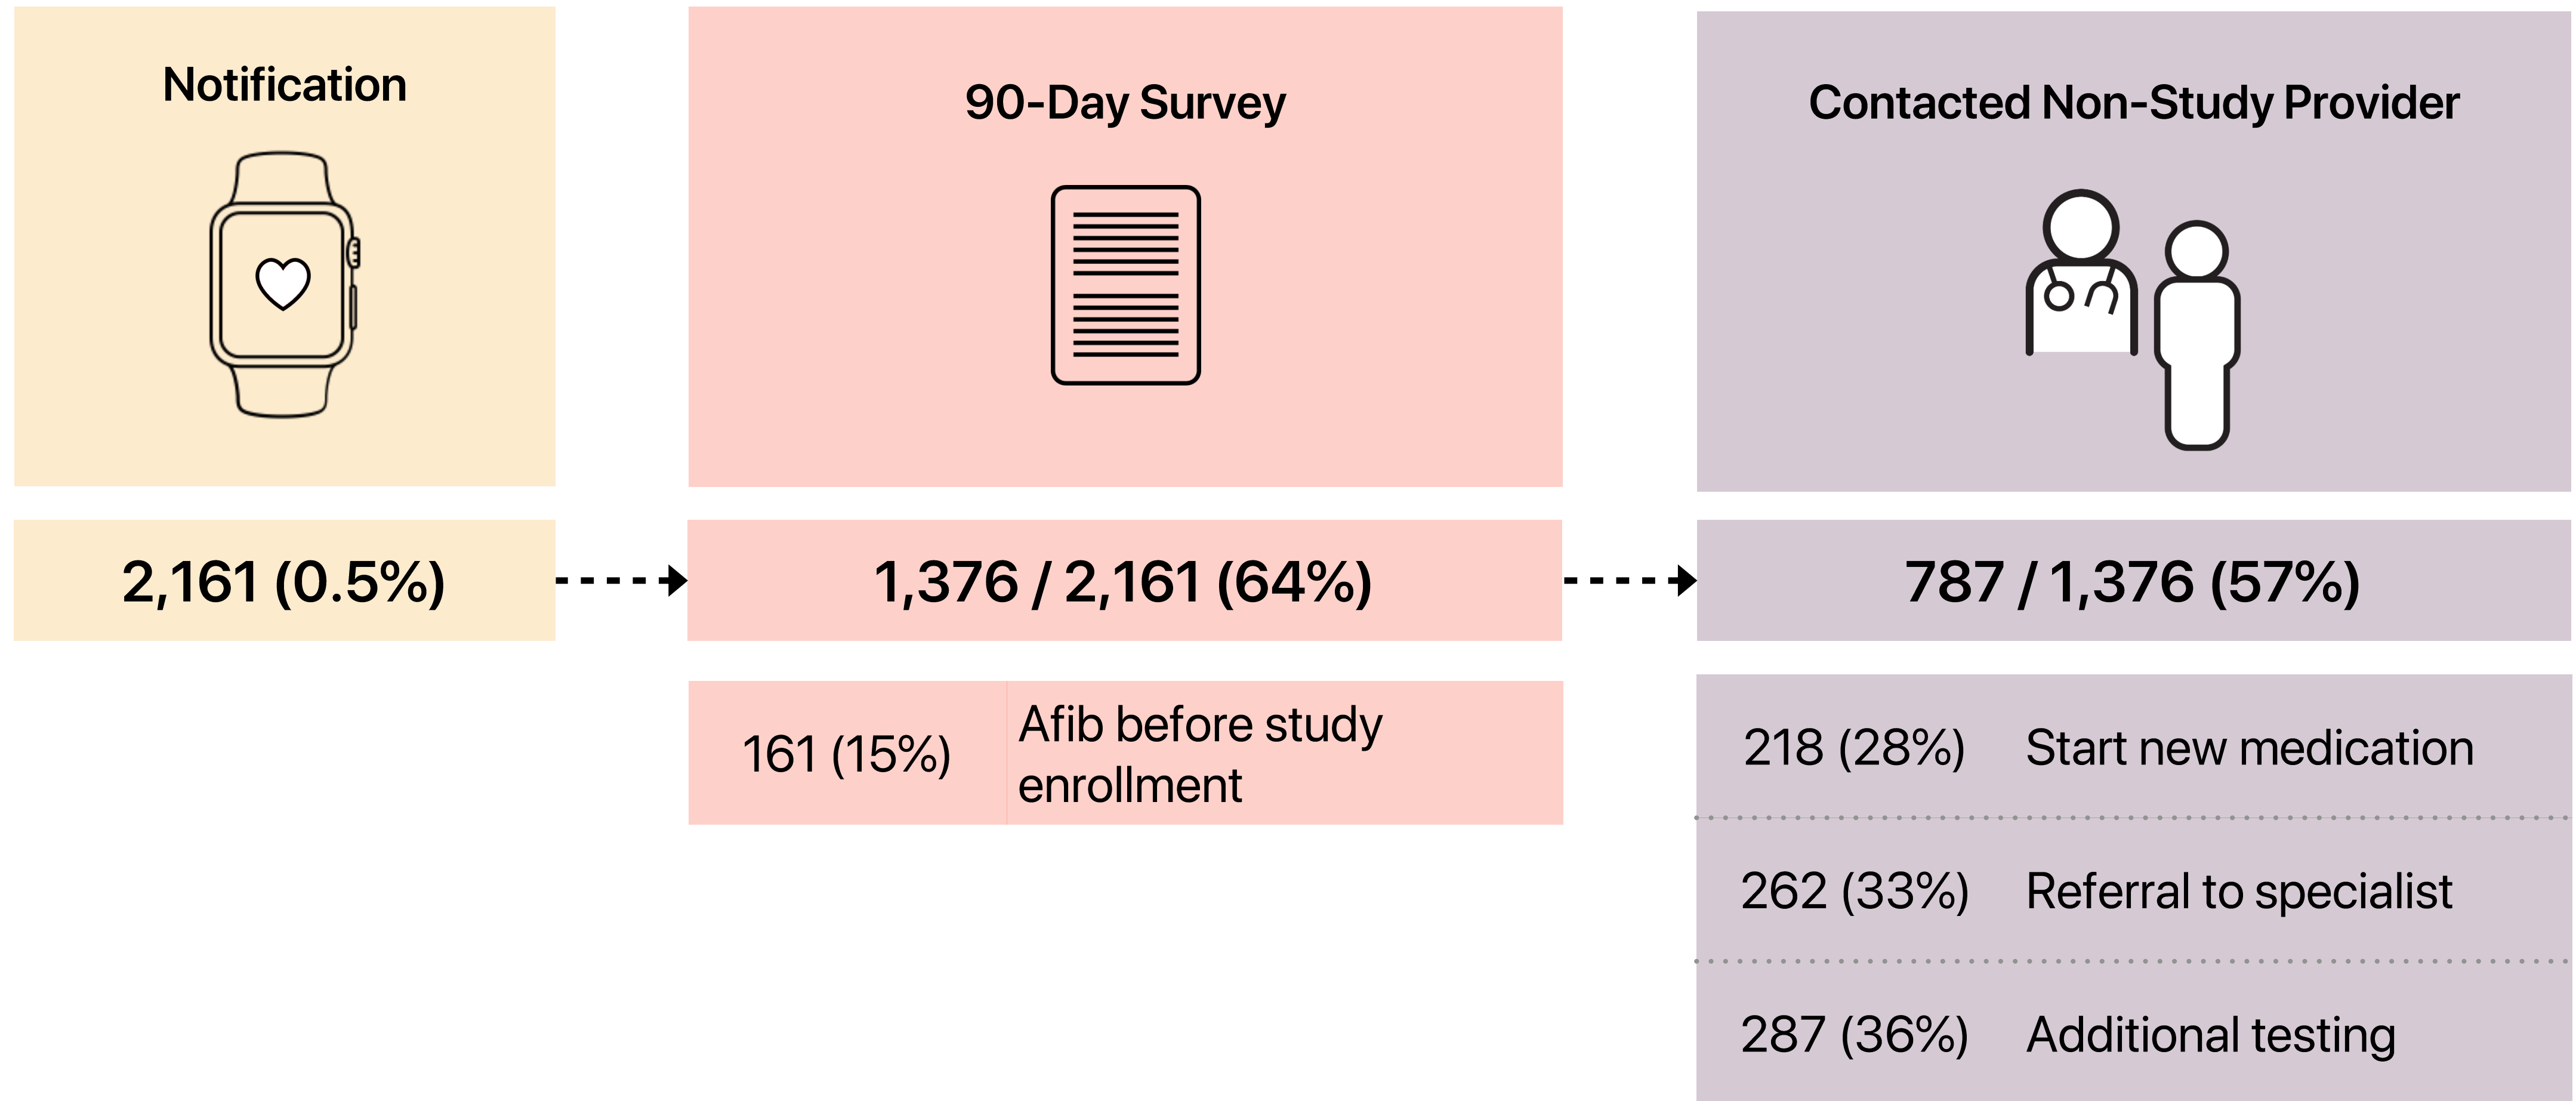 Notification
90-Day Survey
Contacted Non-Study Provider
2,161 (0.5%)
1,376 / 2,161 (64%)
787 / 1,376 (57%)
161 (15%)
Afib before study
enrollment
218 (28%) Start new medication
262 (33%) Referral to specialist
287 (36%) Additional testing